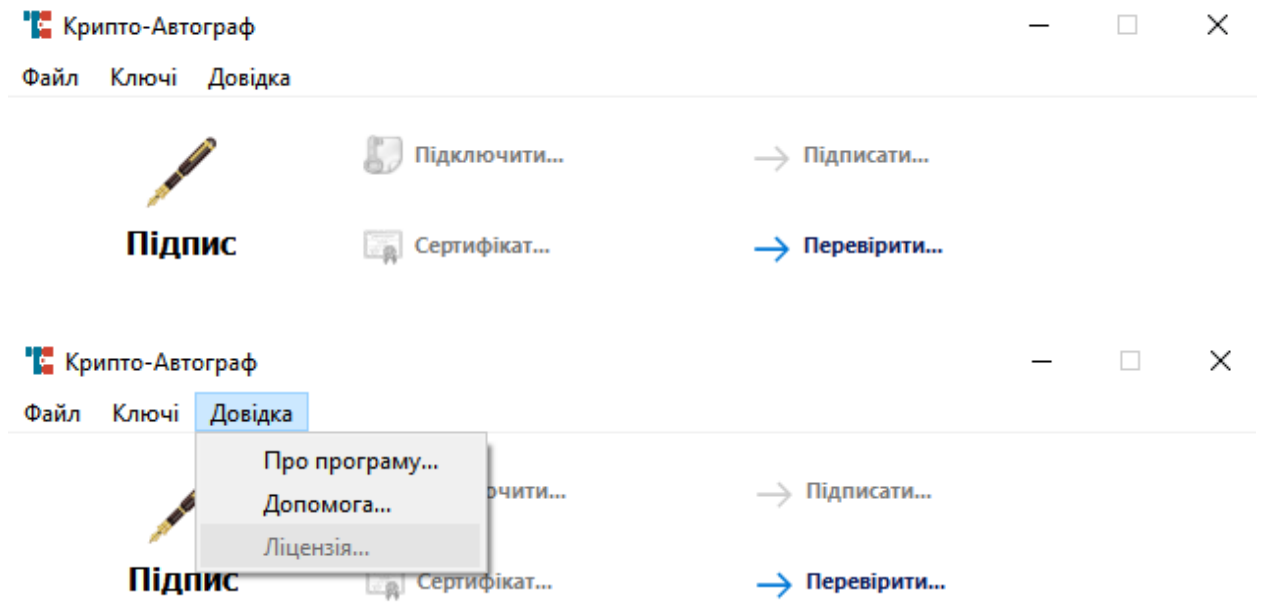 Крипто-Автограф
Файл Ключі Довідка
Підключити... Підписати...
Підпис Сертифікат... Перевірити...
Крипто-Автограф
Файл Ключі Довідка
Про програму...
Допомога... Підписати...
Ліцензія...
Підпис Сертифікат... Перевірити...